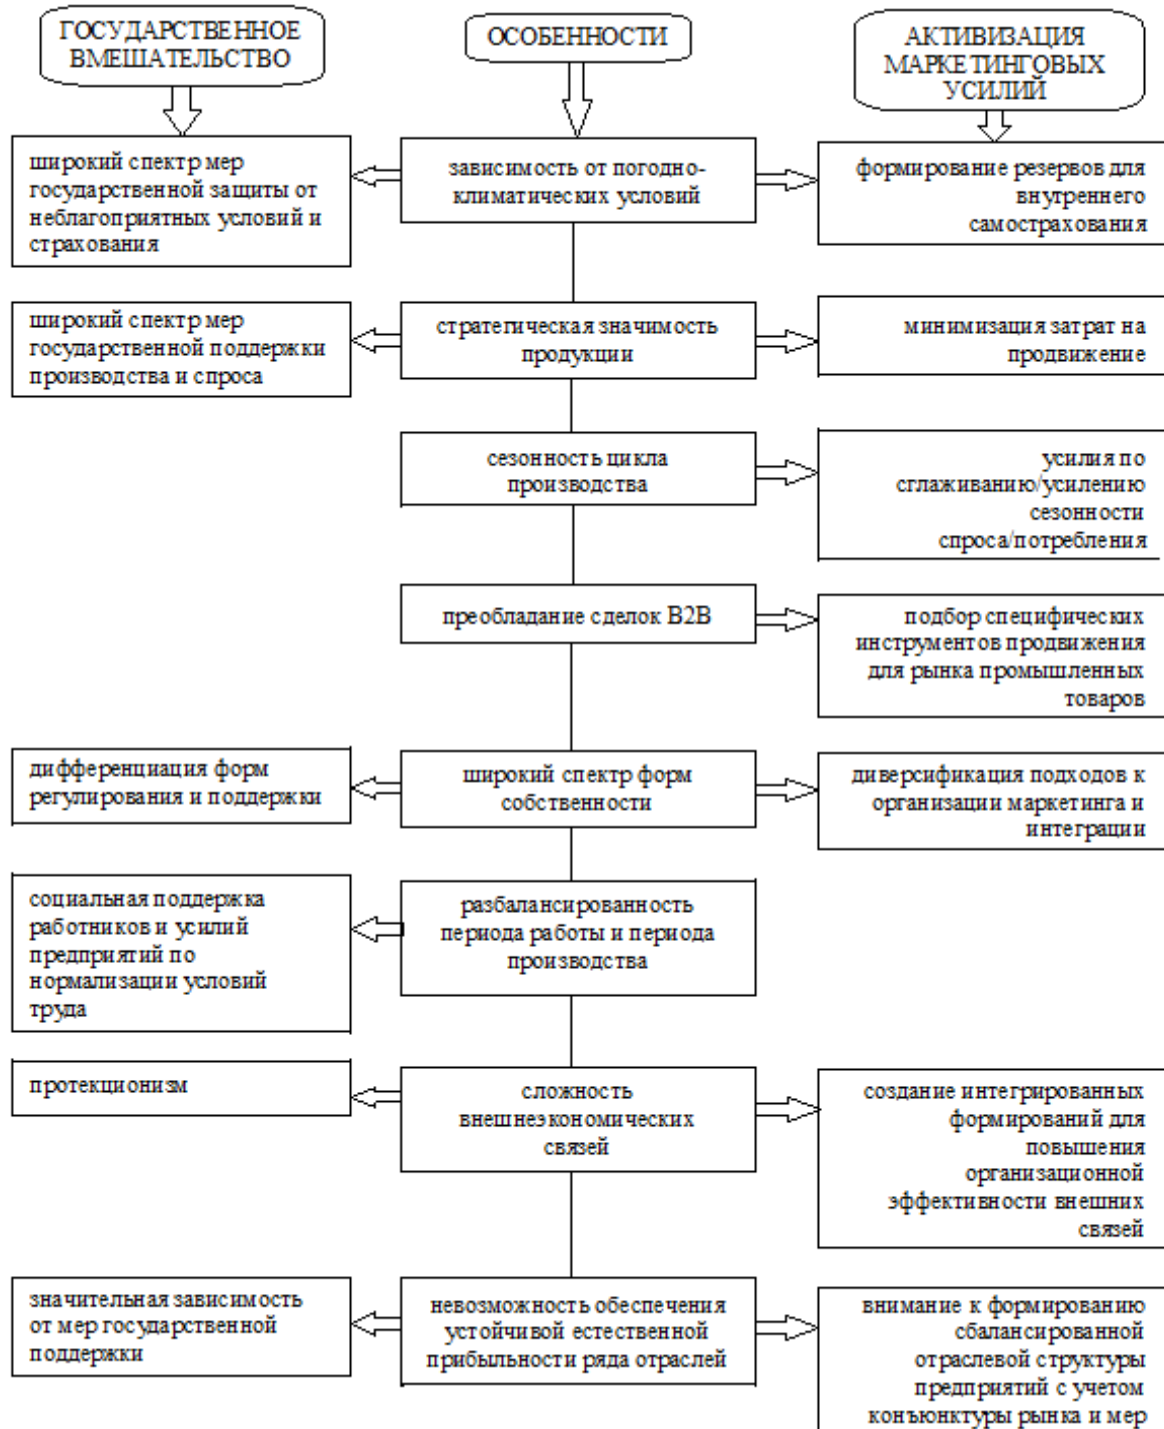 ГОСУДАРСТВЕННОЕ
ВМЕШАТЕЛЬСТВО
ОСОБЕННОСТИ
АКТИВИЗАЦИЯ
МАРКЕТИНГОВЫХ
УСИЛИЙ
широкий спектр мер
государственной защиты от
неблагоприятных условий и
страхования
зависимость от погодно-
климатических условий
формирование резервов для
внутреннего
самострахования
широкий спектр мер
государственной поддержки
производства и спроса
стратегическая значимость
продукции
минимизация затрат на
продвижение
сезонность цикла
производства
усилия по
сглаживанию/усилению
сезонности
спроса/потребления
преобладание сделок B2B
подбор специфических
инструментов продвижения
для рынка промышленных
товаров
дифференциация форм
регулирования и поддержки
широкий спектр форм
собственности
диверсификация подходов к
организации маркетинга и
интеграции
социальная поддержка
работников и усилий
предприятий по
нормализации условий
труда
разбалансированность
периода работы и периода
производства
протекционизм
сложность
внешнеэкономических
связей
создание интегрированных
формирований для
повышения
организационной
эффективности внешних
связей
значительная зависимость
от мер государственной
поддержки
невозможность обеспечения
устойчивой естественной
прибыльности ряда отраслей
внимание к формированию
сбалансированной
отраслевой структуры
предприятий с учетом
конъюнктуры рынка и мер